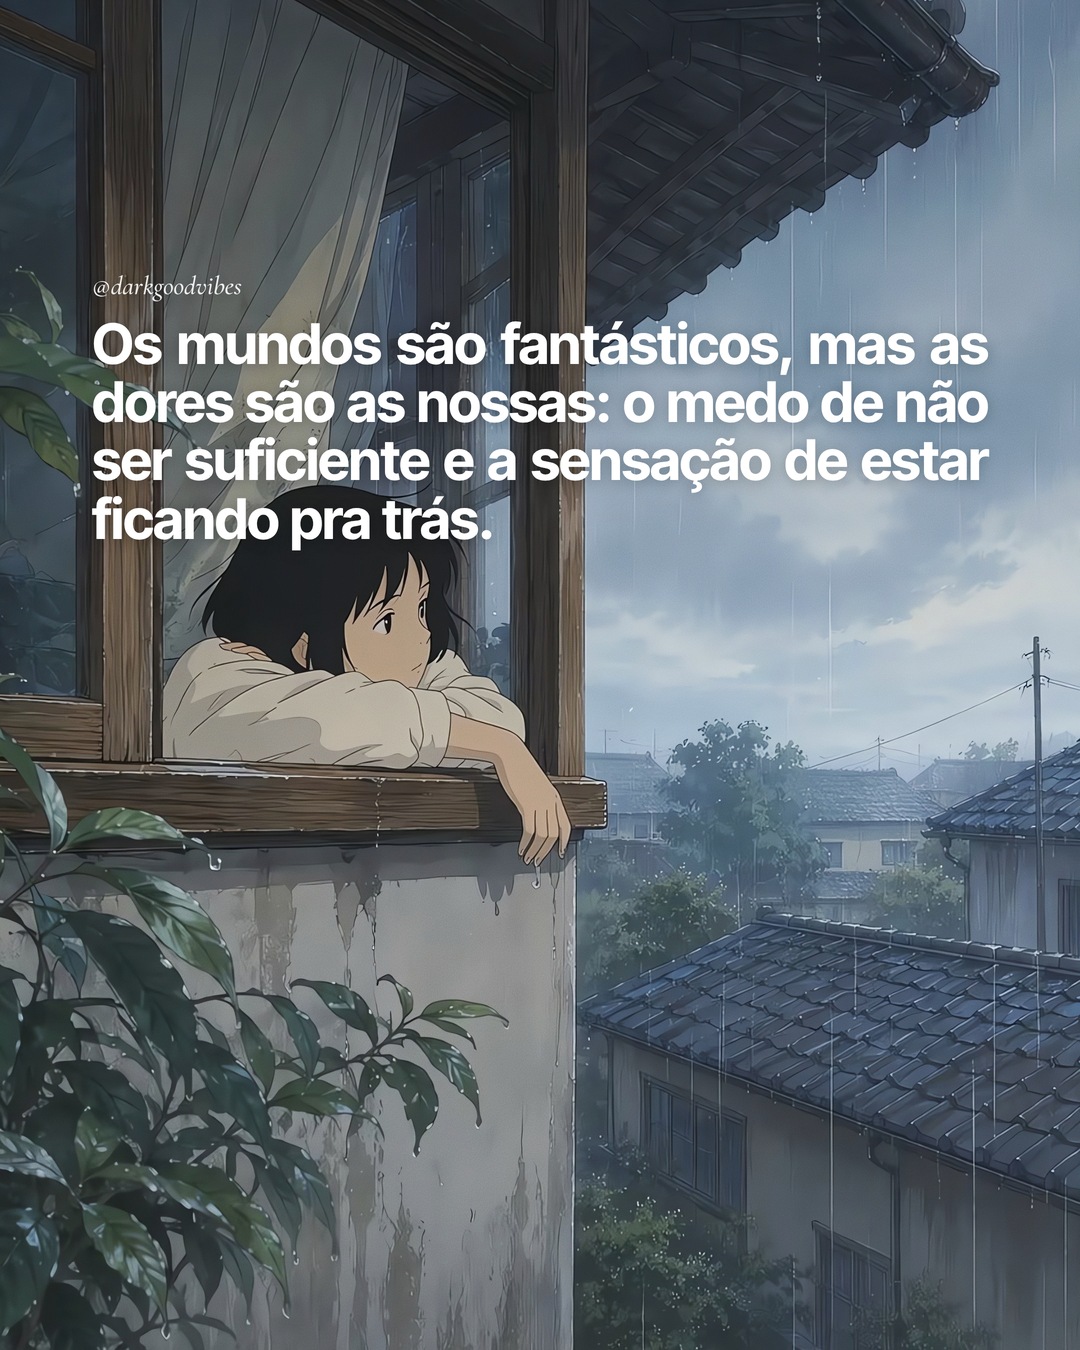 @darkgoodvibes
Os mundos são fantásticos, mas as
dores são as nossas: o medo de não
ser suficiente e a sensação de estar
ficando pra trás.